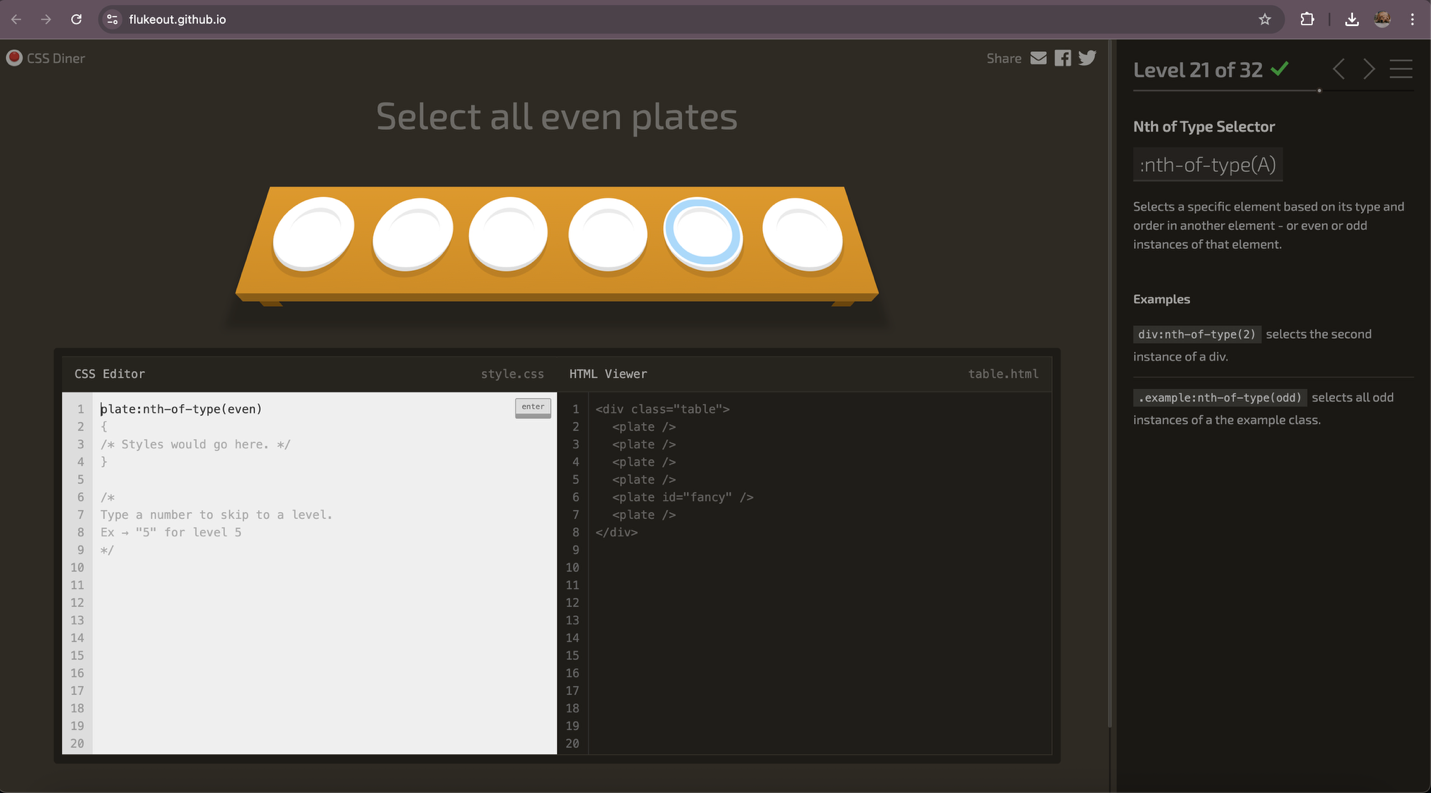 flukeout.github.io
CSS Diner
Share
Select all even plates
CSS Editor
style.css
1 plate:nth-of-type(even)
2 {
3 /* Styles would go here. */
4 }
5
6 /*
7 Type a number to skip to a level.
8 Ex → "5" for level 5
9 */
10
11
12
13
14
15
16
17
18
19
20
enter
HTML Viewer
table.html
1 <div class="table">
2 <plate />
3 <plate />
4 <plate />
5 <plate />
6 <plate id="fancy" />
7 <plate />
8 </div>
9
10
11
12
13
14
15
16
17
18
19
20
Level 21 of 32
Nth of Type Selector
:nth-of-type(A)
Selects a specific element based on its type and
order in another element - or even or odd
instances of that element.
Examples
div:nth-of-type(2) selects the second
instance of a div.
.example:nth-of-type(odd) selects all odd
instances of a the example class.